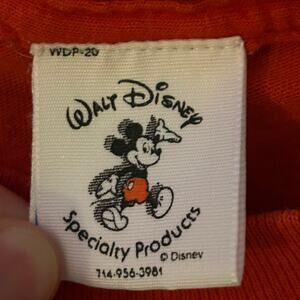 WDP-20
WALT DISNEY
Specialty Products
© Disney
714-956-3981